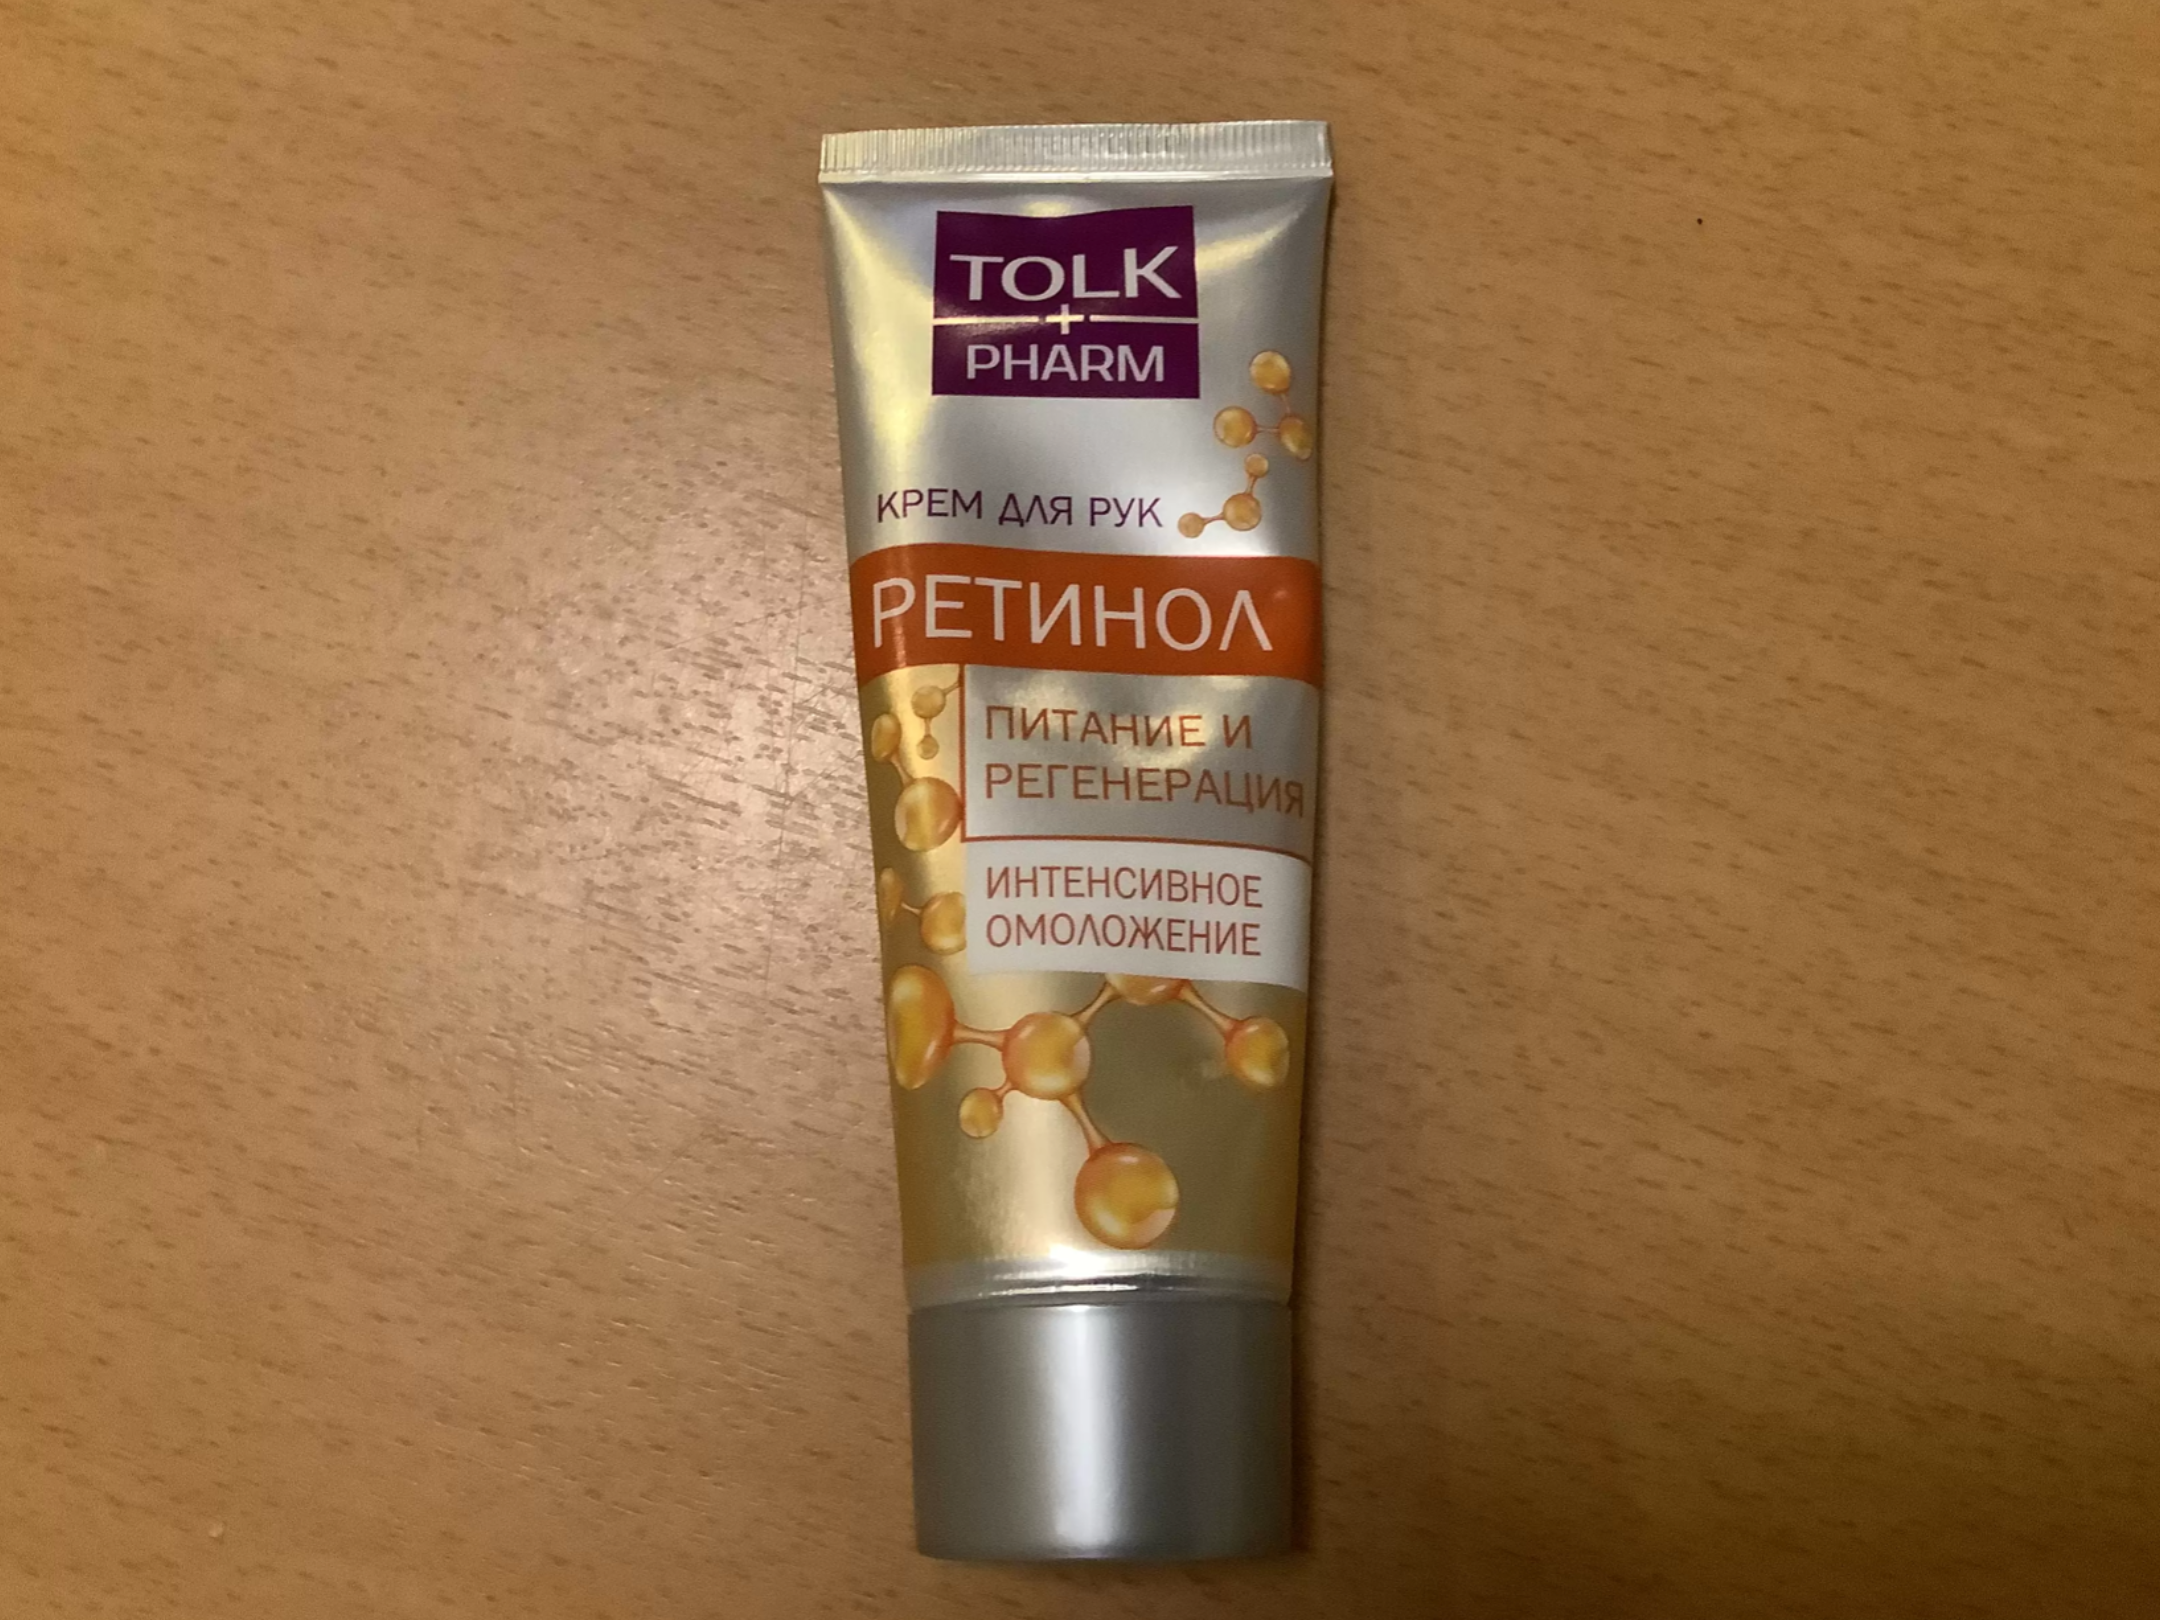 TOLK
+
PHARM
КРЕМ ДЛЯ РУК
РЕТИНОЛ
ПИТАНИЕ И
РЕГЕНЕРАЦИЯ
ИНТЕНСИВНОЕ
ОМОЛОЖЕНИЕ